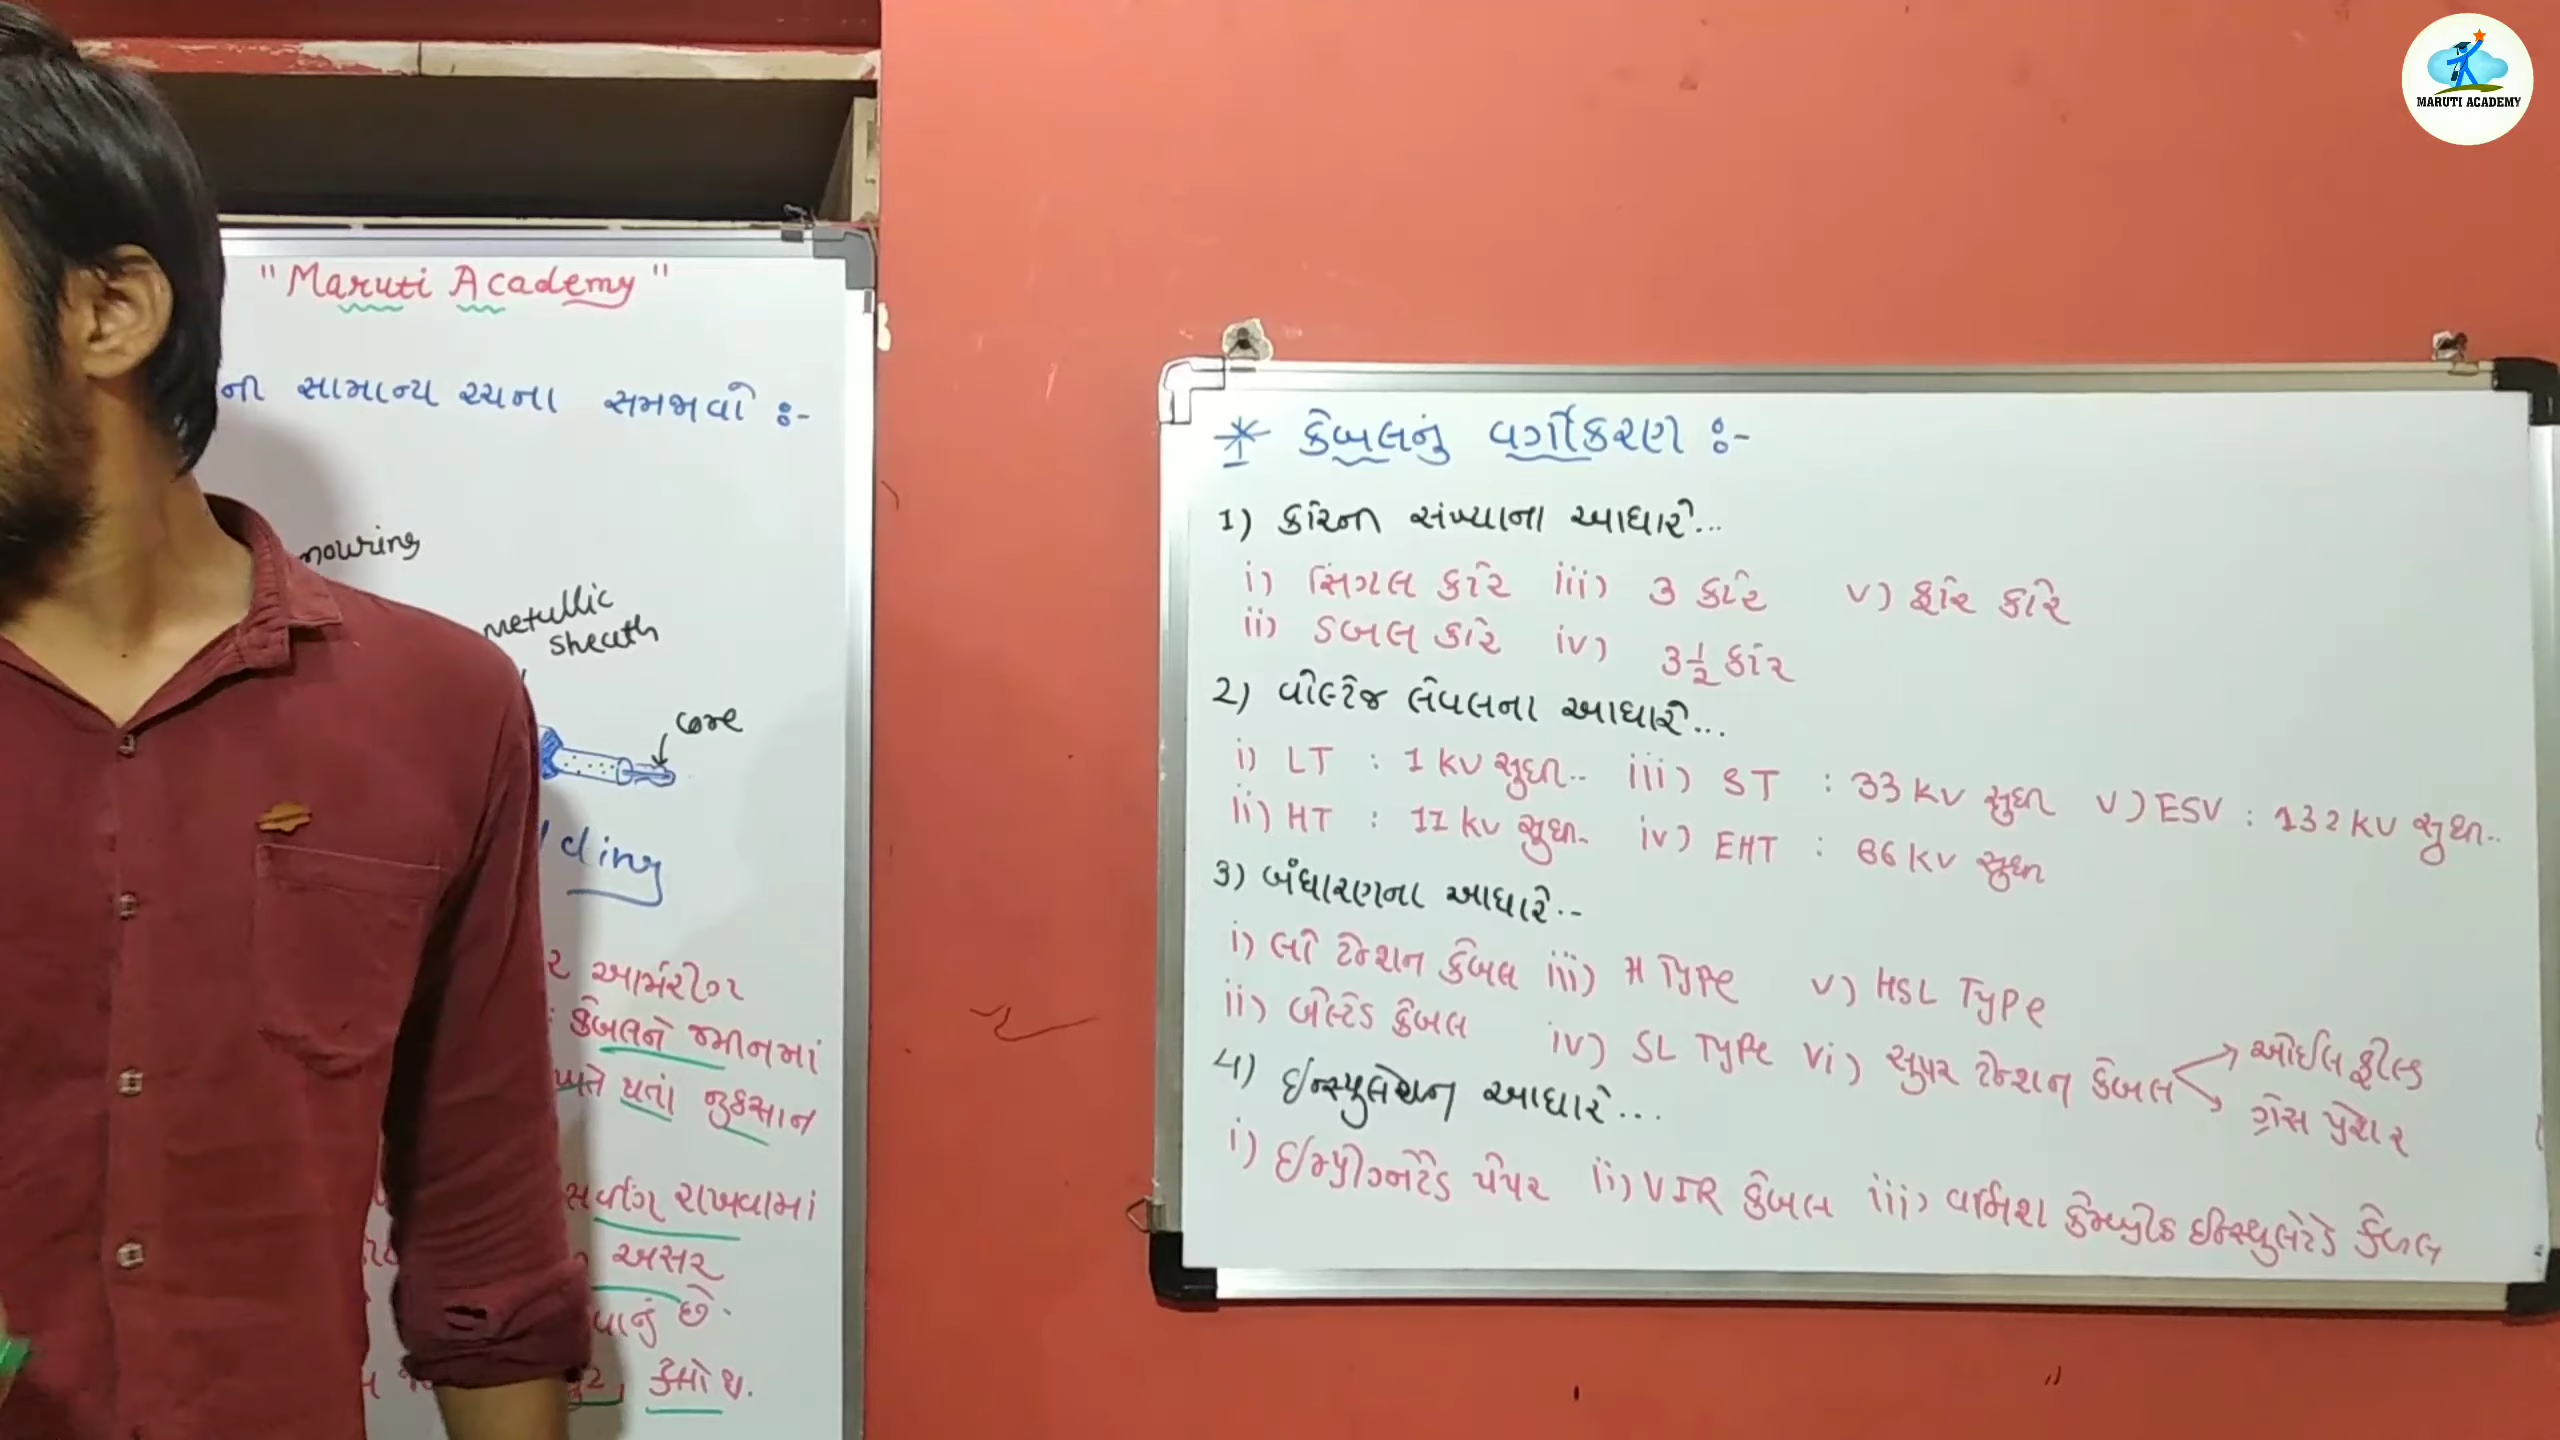 MARUTI ACADEMY
"Maruti Academy"
ની સામાન્ય રચના સમજાવો :-
mouring
metallic
sheath
core
ding
ર આર્મરીંગ
કેબલને જમીનમાં
થતાં નુકસાન
સર્વીંગ રાખવામાં
અસર
વાનું છે.
* કેબલનું વર્ગીકરણ :-
1) કોરની સંખ્યાના આધારે...
i) સિંગલ કોર iii) ૩ કોર v) ફોર કોર
ii) ડબલ કોર iv) ૩½ કોર
2) વોલ્ટેજ લેવલના આધારે...
i) LT : 1 KV સુધી.. iii) ST : 33 KV સુધી v) ESV : 132 KV સુધી..
ii) HT : 11 KV સુધી.. iv) EHT : 66 KV સુધી
3) બંધારણના આધારે..-
i) લો ટેન્શન કેબલ iii) H Type v) HSL Type
ii) બેલ્ટેડ કેબલ iv) SL Type vi) સુપર ટેન્શન કેબલ
ઓઈલ ફીલ્ડ
ગેસ પ્રેશર
4) ઈન્સ્યુલેશન આધારે...
i) ઈમ્પ્રીગ્નેટેડ પેપર ii) VIR કેબલ iii) વાર્નિશ કેમ્બ્રીક ઈન્સ્યુલેટેડ કેબલ